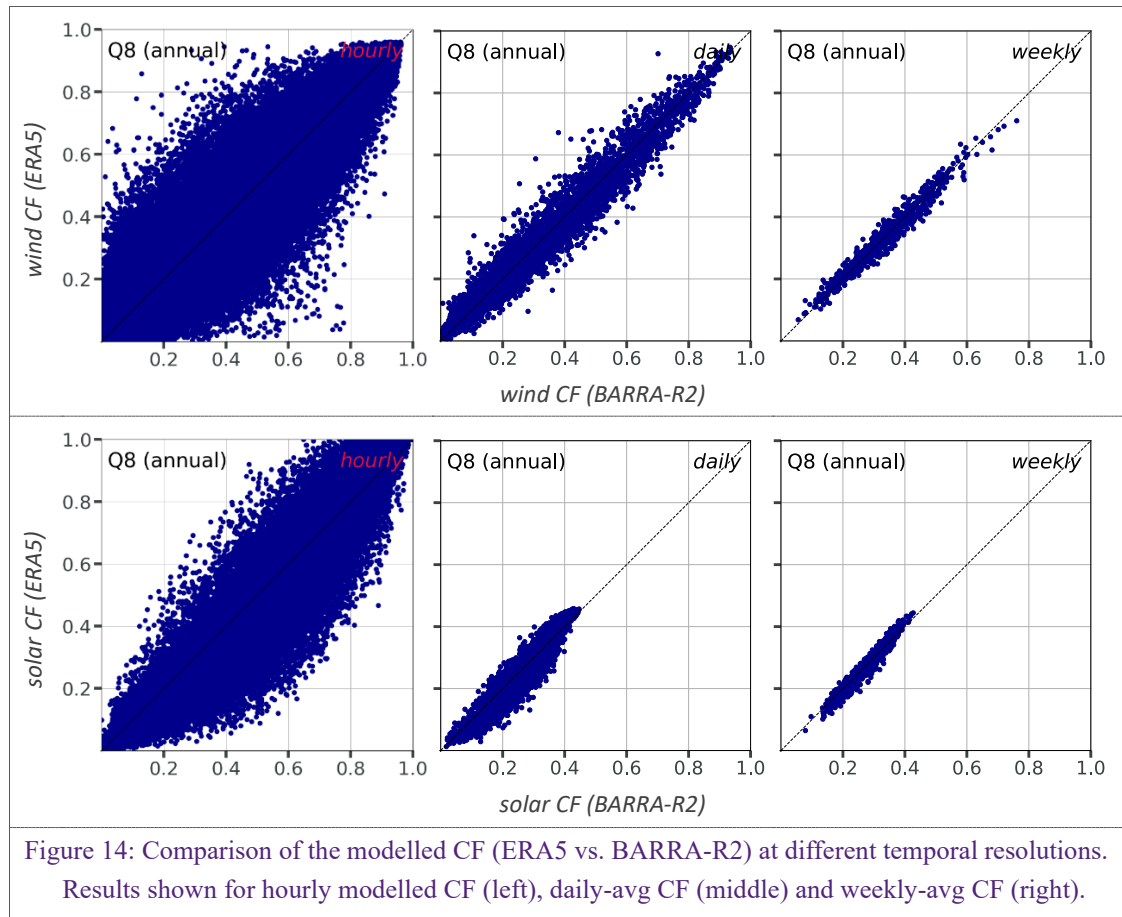 1.0
Q8 (annual)
hourly
0.8
0.6
0.4
0.2
wind CF (ERA5)
0.2 0.4 0.6 0.8 1.0
Q8 (annual)
daily
0.2 0.4 0.6 0.8 1.0
Q8 (annual)
weekly
0.2 0.4 0.6 0.8 1.0
wind CF (BARRA-R2)
1.0
Q8 (annual)
hourly
0.8
0.6
0.4
0.2
solar CF (ERA5)
0.2 0.4 0.6 0.8 1.0
Q8 (annual)
daily
0.2 0.4 0.6 0.8 1.0
Q8 (annual)
weekly
0.2 0.4 0.6 0.8 1.0
solar CF (BARRA-R2)
Figure 14: Comparison of the modelled CF (ERA5 vs. BARRA-R2) at different temporal resolutions.
Results shown for hourly modelled CF (left), daily-avg CF (middle) and weekly-avg CF (right).